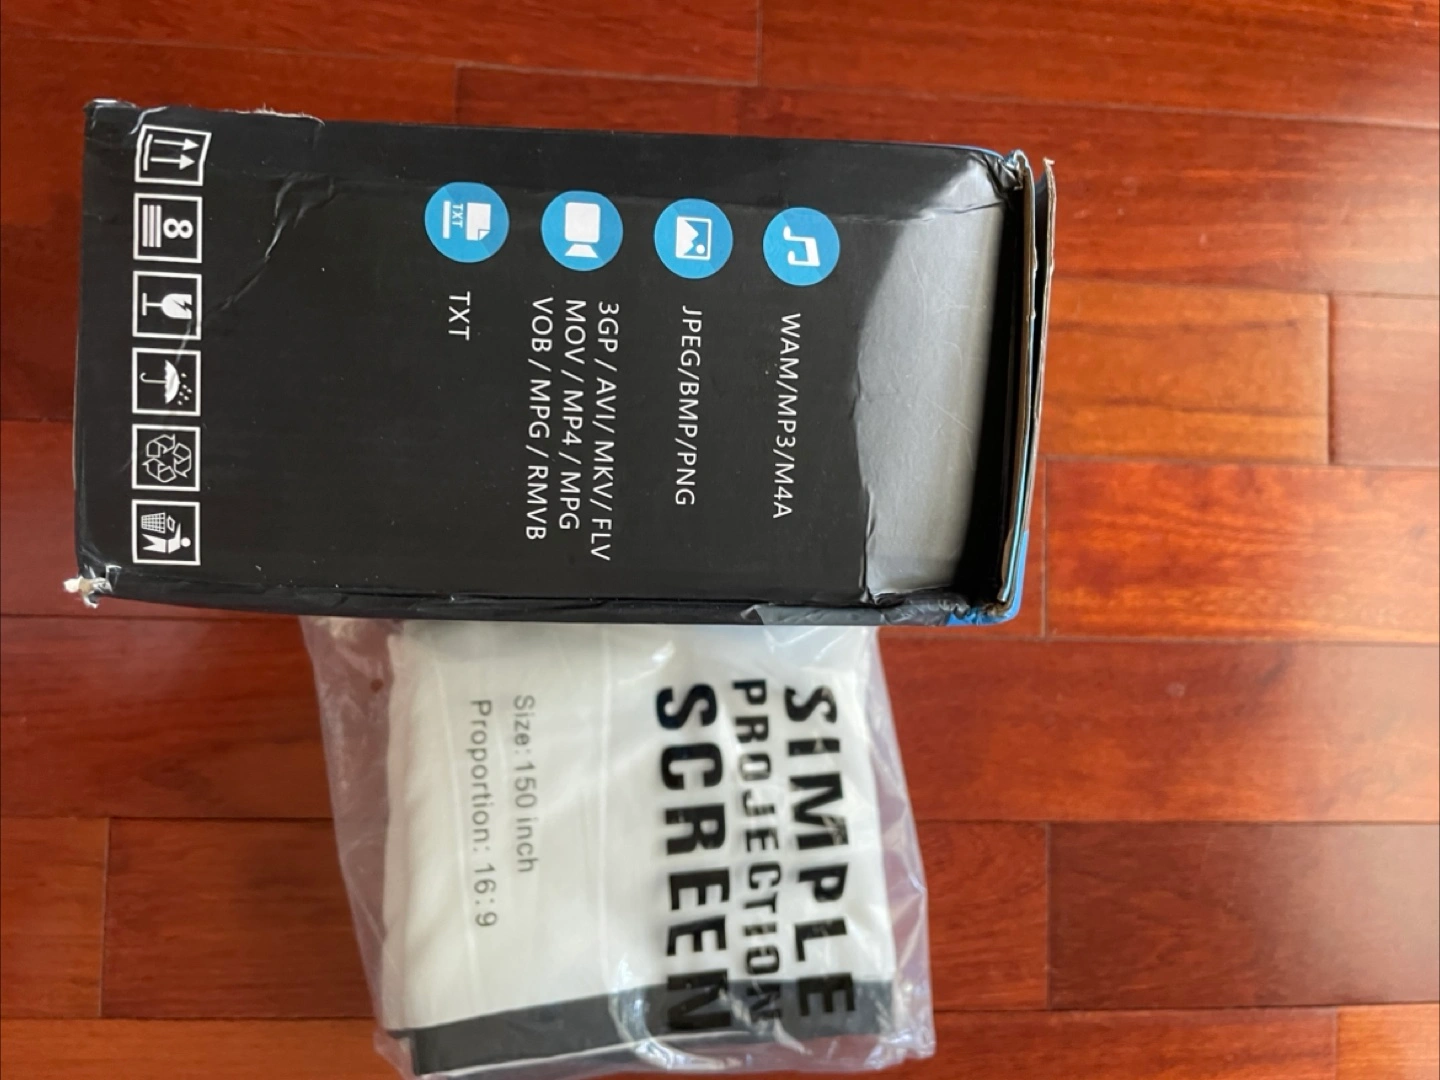 WAM/MP3/M4A
JPEG/BMP/PNG
3GP / AVI/ MKV/ FLV
MOV / MP4 / MPG
VOB / MPG / RMVB
TXT
TXT
8
SIMPLE
PROJECTION
SCREEN
Size: 150 inch
Proportion: 16:9